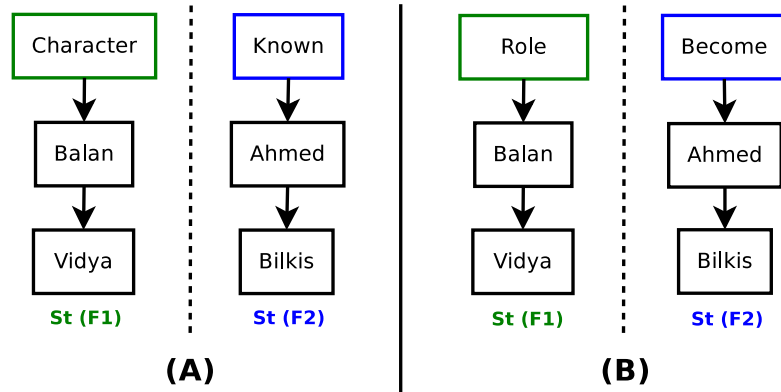 Character
Known
Role
Become
Balan
Ahmed
Balan
Ahmed
Vidya
Bilkis
Vidya
Bilkis
St (F1)
St (F2)
St (F1)
St (F2)
(A)
(B)